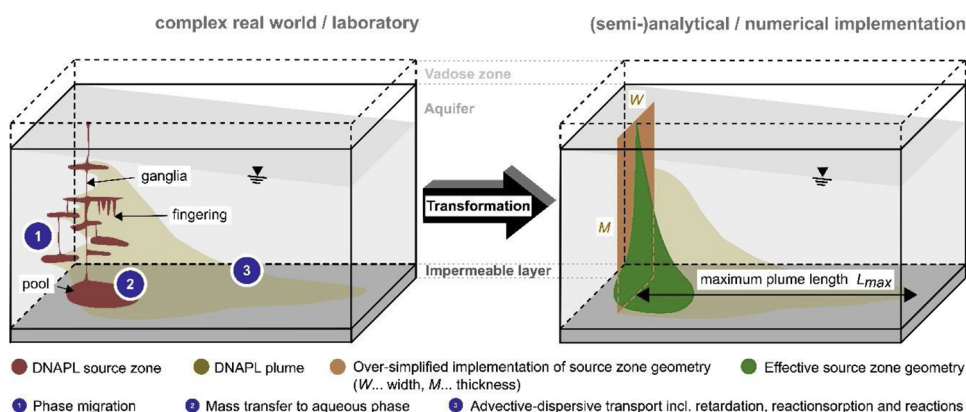 complex real world / laboratory
(semi-)analytical / numerical implementation
Vadose zone
Aquifer
W
ganglia
fingering
Transformation
1
M
3
Impermeable layer
pool
2
maximum plume length Lmax
DNAPL source zone
DNAPL plume
Over-simplified implementation of source zone geometry
(W... width, M... thickness)
Effective source zone geometry
1 Phase migration
2 Mass transfer to aqueous phase
3 Advective-dispersive transport incl. retardation, reactionsorption and reactions